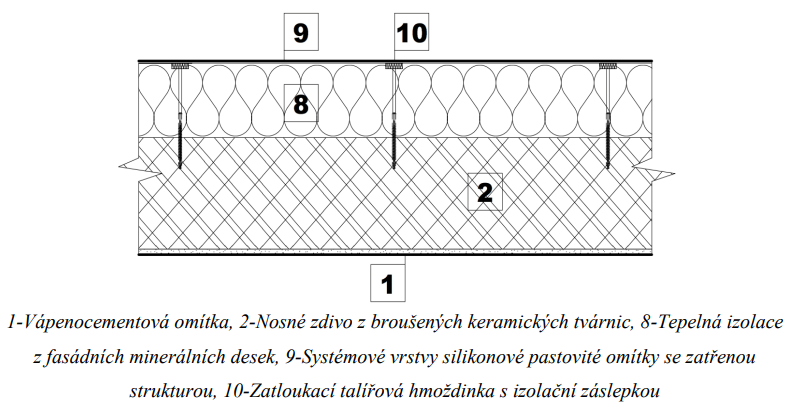 9
10
8
2
1
1-Vápenocementová omítka, 2-Nosné zdivo z broušených keramických tvárnic, 8-Tepelná izolace
z fasádních minerálních desek, 9-Systémové vrstvy silikonové pastovité omítky se zatřenou
strukturou, 10-Zatloukací talířová hmoždinka s izolační záslepkou